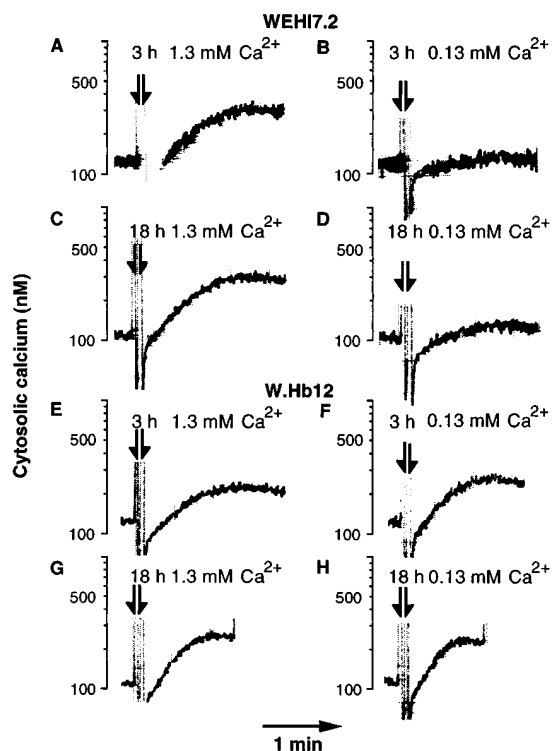 WEHI7.2
A 3 h 1.3 mM Ca2+
500
100
B 3 h 0.13 mM Ca2+
500
100
C 18 h 1.3 mM Ca2+
500
100
D 18 h 0.13 mM Ca2+
500
100
Cytosolic calcium (nM)
W.Hb12
E 3 h 1.3 mM Ca2+
500
100
F 3 h 0.13 mM Ca2+
500
100
G 18 h 1.3 mM Ca2+
500
100
H 18 h 0.13 mM Ca2+
500
100
1 min